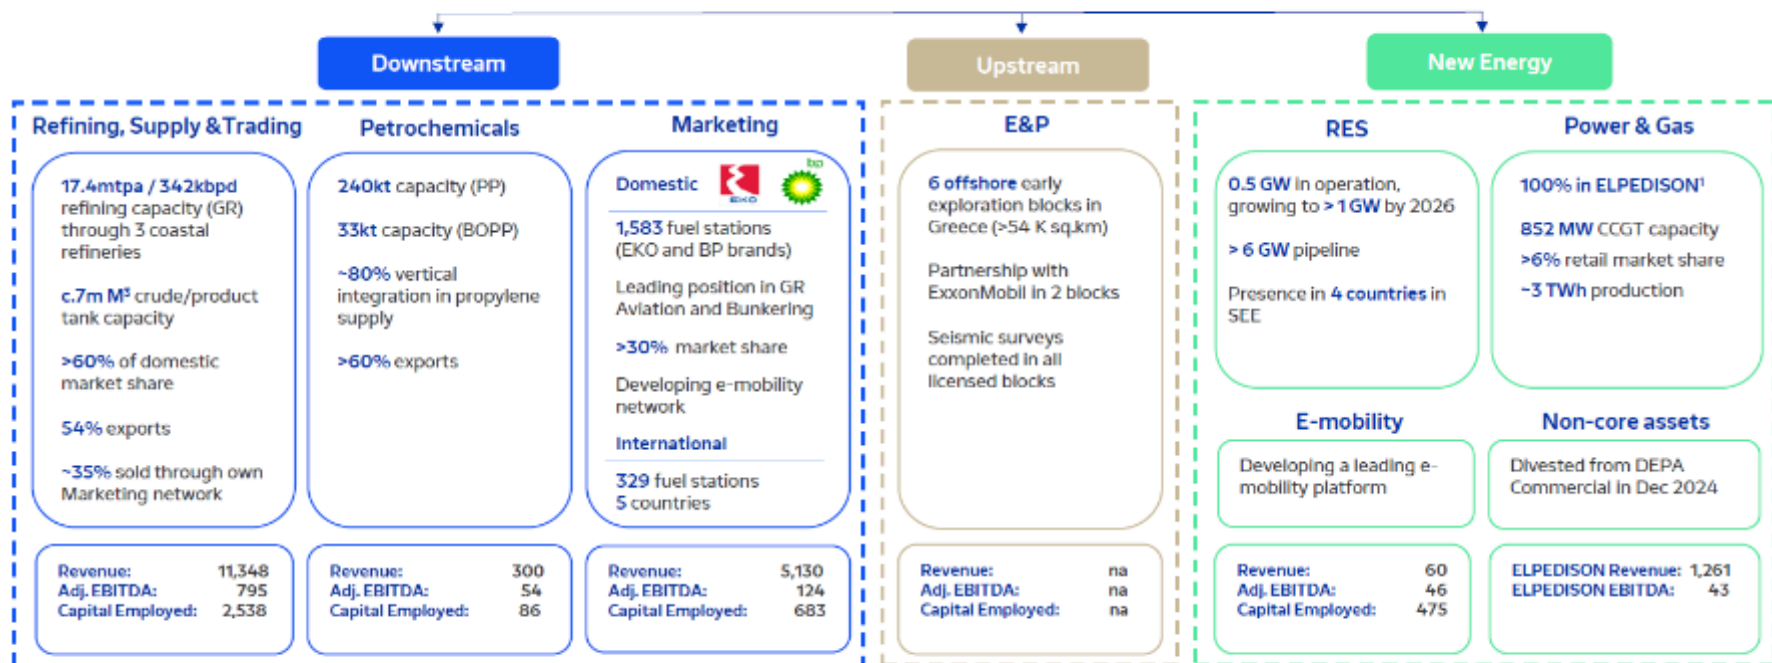 Downstream
Upstream
New Energy
Refining, Supply &Trading
17.4mtpa / 342kbpd
refining capacity (GR)
through 3 coastal
refineries
c.7m M³ crude/product
tank capacity
>60% of domestic
market share
54% exports
~35% sold through own
Marketing network
Revenue: 11,348
Adj. EBITDA: 795
Capital Employed: 2,538
Petrochemicals
240kt capacity (PP)
33kt capacity (BOPP)
~80% vertical
integration in propylene
supply
>60% exports
Revenue: 300
Adj. EBITDA: 54
Capital Employed: 86
Marketing
Domestic
EKO
bp
1,583 fuel stations
(EKO and BP brands)
Leading position in GR
Aviation and Bunkering
>30% market share
Developing e-mobility
network
International
329 fuel stations
5 countries
Revenue: 5,130
Adj. EBITDA: 124
Capital Employed: 683
E&P
6 offshore early
exploration blocks in
Greece (>54 K sq.km)
Partnership with
ExxonMobil in 2 blocks
Seismic surveys
completed in all
licensed blocks
Revenue: na
Adj. EBITDA: na
Capital Employed: na
RES
0.5 GW in operation,
growing to > 1 GW by 2026
> 6 GW pipeline
Presence in 4 countries in
SEE
Power & Gas
100% in ELPEDISON¹
852 MW CCGT capacity
>6% retail market share
~3 TWh production
E-mobility
Developing a leading e-
mobility platform
Non-core assets
Divested from DEPA
Commercial in Dec 2024
Revenue: 60
Adj. EBITDA: 46
Capital Employed: 475
ELPEDISON Revenue: 1,261
ELPEDISON EBITDA: 43